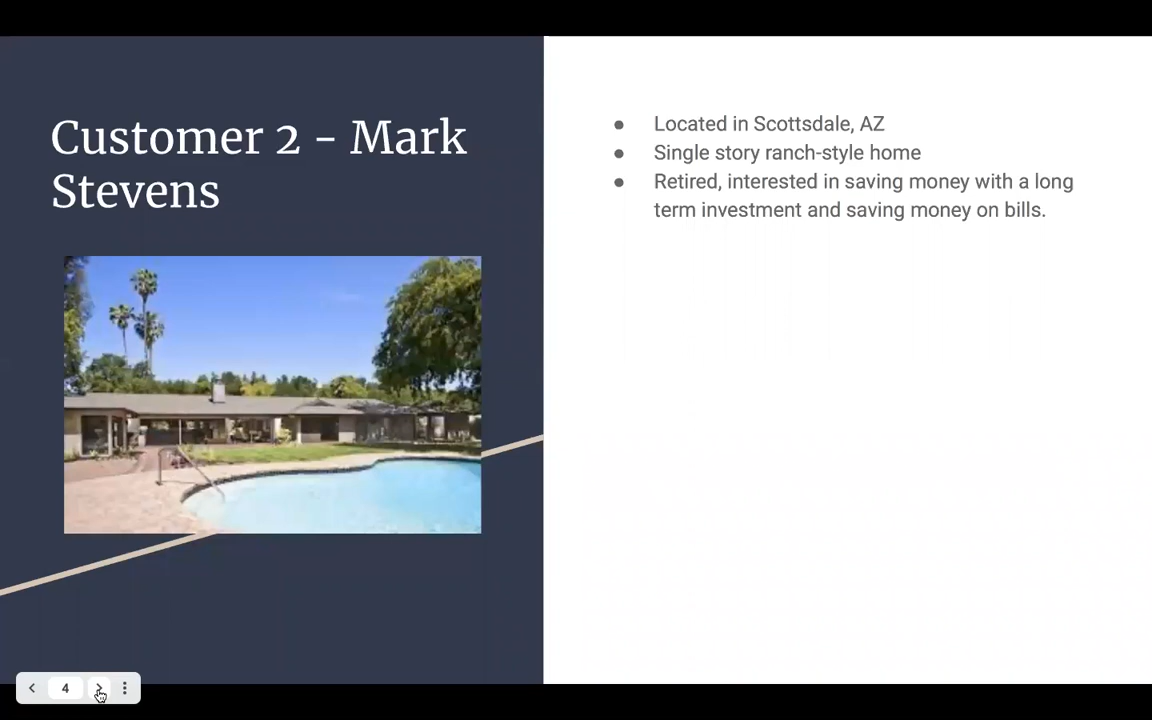 Customer 2 - Mark
Stevens
● Located in Scottsdale, AZ
● Single story ranch-style home
● Retired, interested in saving money with a long
term investment and saving money on bills.
4